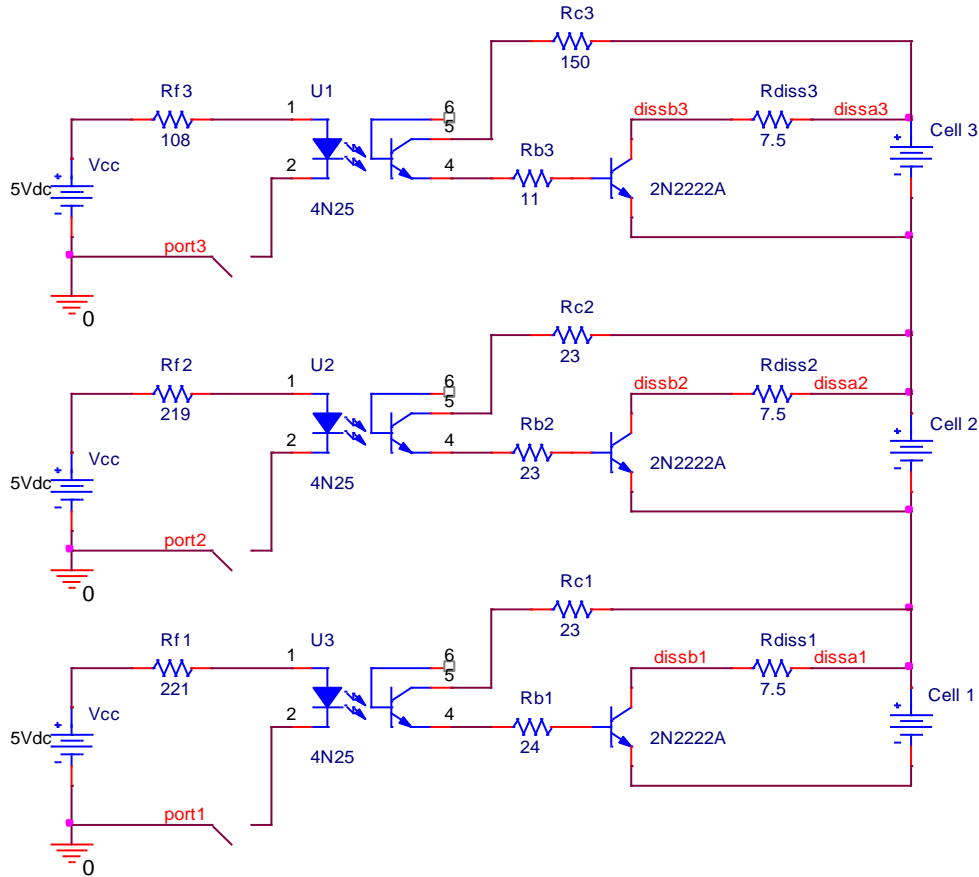 Rc3
150
Rf3
108
1
U1
6
5
dissb3
Rdiss3
7.5
dissa3
Cell 3
Vcc
5Vdc
2
4
Rb3
11
4N25
2N2222A
port3
0
Rc2
23
Rf2
219
1
U2
6
5
dissb2
Rdiss2
7.5
dissa2
Cell 2
Vcc
5Vdc
2
4
Rb2
23
4N25
2N2222A
port2
0
Rc1
23
Rf1
221
1
U3
6
5
dissb1
Rdiss1
7.5
dissa1
Cell 1
Vcc
5Vdc
2
4
Rb1
24
4N25
2N2222A
port1
0